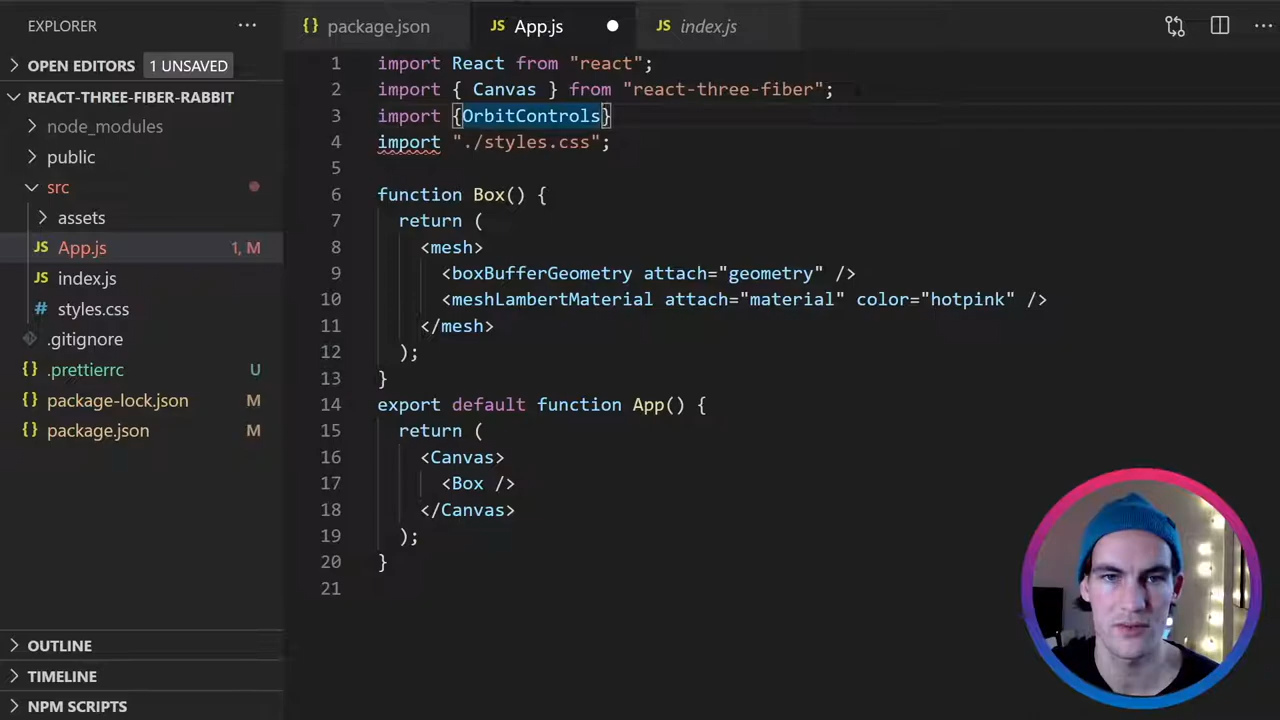 EXPLORER
···
OPEN EDITORS 1 UNSAVED
REACT-THREE-FIBER-RABBIT
node_modules
public
src
assets
JS App.js 1, M
JS index.js
# styles.css
.gitignore
{} .prettierrc U
{} package-lock.json M
{} package.json M
OUTLINE
TIMELINE
NPM SCRIPTS
{} package.json
JS App.js
JS index.js
···
1 import React from "react";
2 import { Canvas } from "react-three-fiber";
3 import {OrbitControls}
4 import "./styles.css";
5
6 function Box() {
7 return (
8 <mesh>
9 <boxBufferGeometry attach="geometry" />
10 <meshLambertMaterial attach="material" color="hotpink" />
11 </mesh>
12 );
13 }
14 export default function App() {
15 return (
16 <Canvas>
17 <Box />
18 </Canvas>
19 );
20 }
21